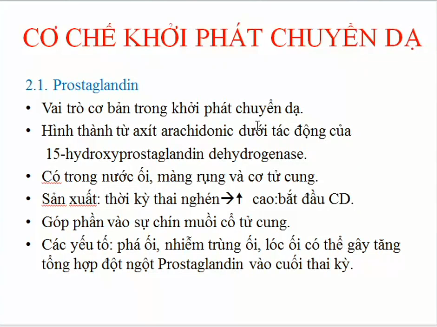 CƠ CHẾ KHỞI PHÁT CHUYỂN DẠ
2.1. Prostaglandin
• Vai trò cơ bản trong khởi phát chuyển dạ.
• Hình thành từ axít arachidonic dưới tác động của
15-hydroxyprostaglandin dehydrogenase.
• Có trong nước ối, màng rụng và cơ tử cung.
• Sản xuất: thời kỳ thai nghén→↑ cao:bắt đầu CD.
• Góp phần vào sự chín muồi cổ tử cung.
• Các yếu tố: phá ối, nhiễm trùng ối, lóc ối có thể gây tăng
tổng hợp đột ngột Prostaglandin vào cuối thai kỳ.